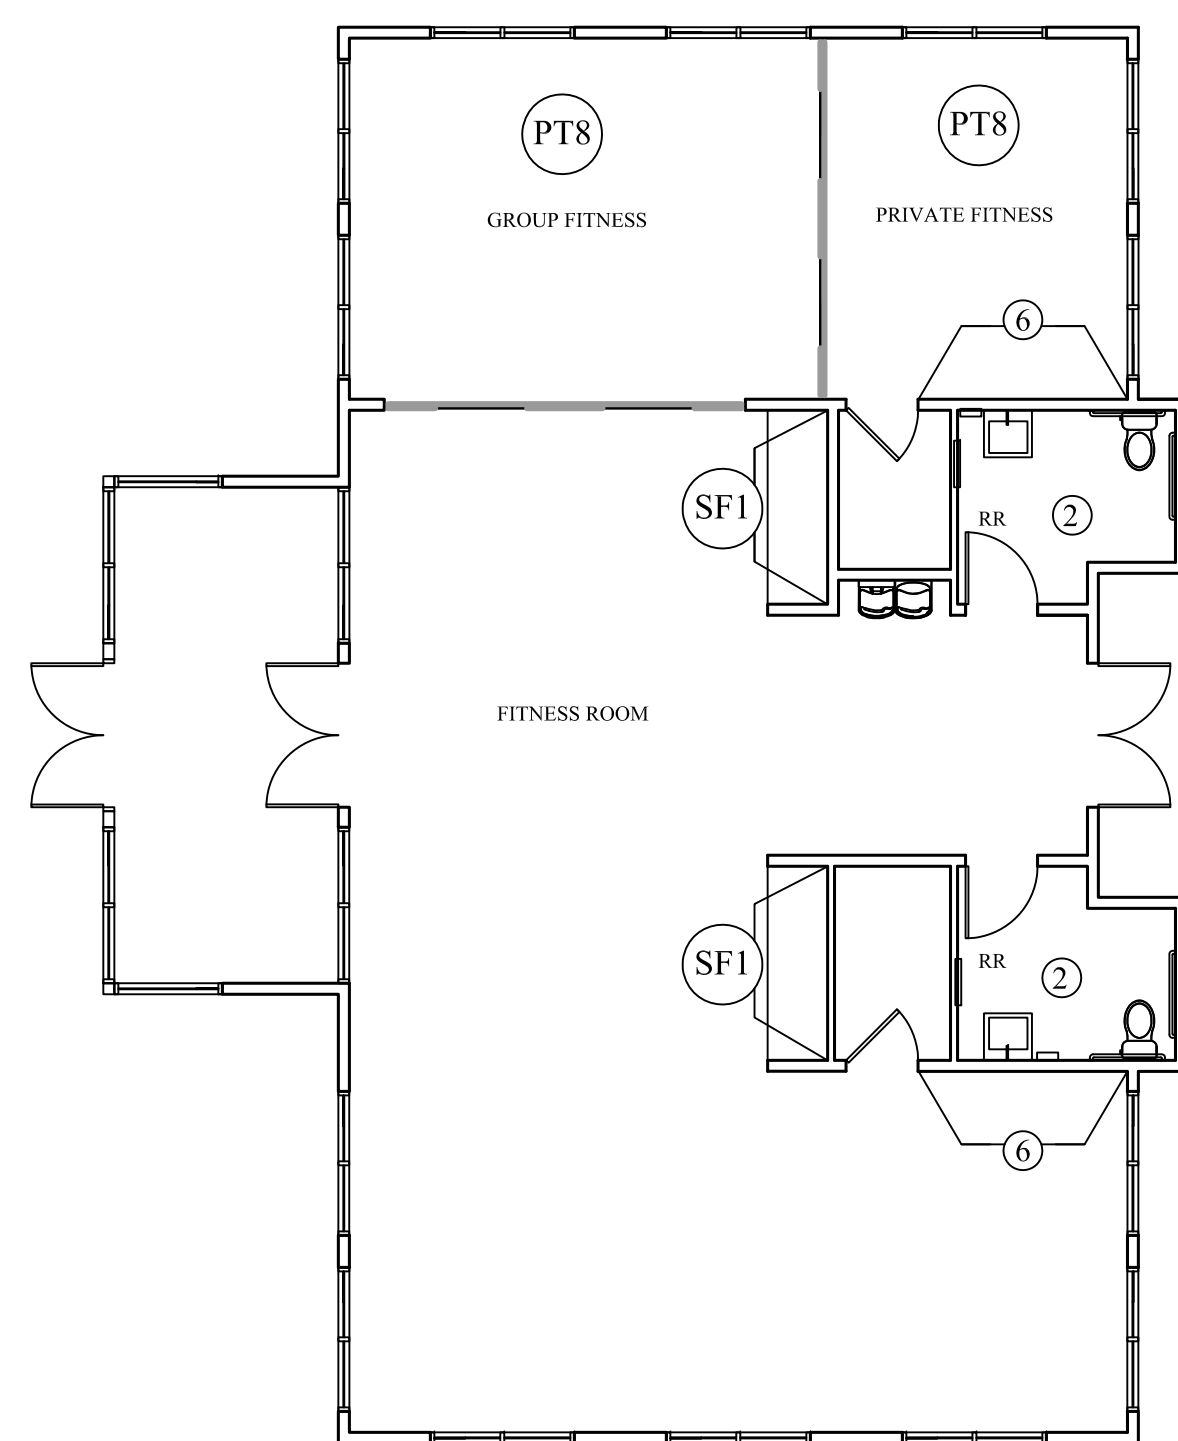 PT8
PT8
GROUP FITNESS
PRIVATE FITNESS
6
SF1
RR
2
FITNESS ROOM
SF1
RR
2
6